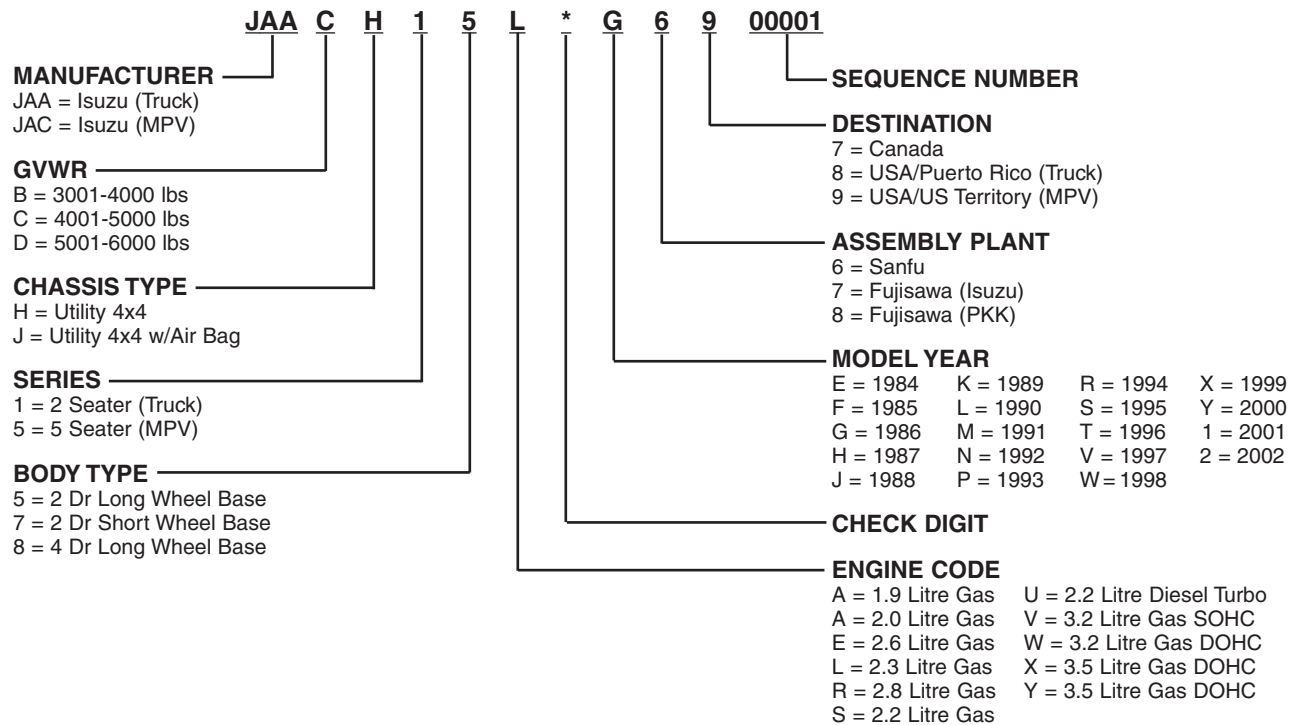 JAA C H 1 5 L * G 6 9 00001
MANUFACTURER
JAA = Isuzu (Truck)
JAC = Isuzu (MPV)
GVWR
B = 3001-4000 lbs
C = 4001-5000 lbs
D = 5001-6000 lbs
CHASSIS TYPE
H = Utility 4x4
J = Utility 4x4 w/Air Bag
SERIES
1 = 2 Seater (Truck)
5 = 5 Seater (MPV)
BODY TYPE
5 = 2 Dr Long Wheel Base
7 = 2 Dr Short Wheel Base
8 = 4 Dr Long Wheel Base
SEQUENCE NUMBER
DESTINATION
7 = Canada
8 = USA/Puerto Rico (Truck)
9 = USA/US Territory (MPV)
ASSEMBLY PLANT
6 = Sanfu
7 = Fujisawa (Isuzu)
8 = Fujisawa (PKK)
MODEL YEAR
E = 1984 K = 1989 R = 1994 X = 1999
F = 1985 L = 1990 S = 1995 Y = 2000
G = 1986 M = 1991 T = 1996 1 = 2001
H = 1987 N = 1992 V = 1997 2 = 2002
J = 1988 P = 1993 W = 1998
CHECK DIGIT
ENGINE CODE
A = 1.9 Litre Gas U = 2.2 Litre Diesel Turbo
A = 2.0 Litre Gas V = 3.2 Litre Gas SOHC
E = 2.6 Litre Gas W = 3.2 Litre Gas DOHC
L = 2.3 Litre Gas X = 3.5 Litre Gas DOHC
R = 2.8 Litre Gas Y = 3.5 Litre Gas DOHC
S = 2.2 Litre Gas